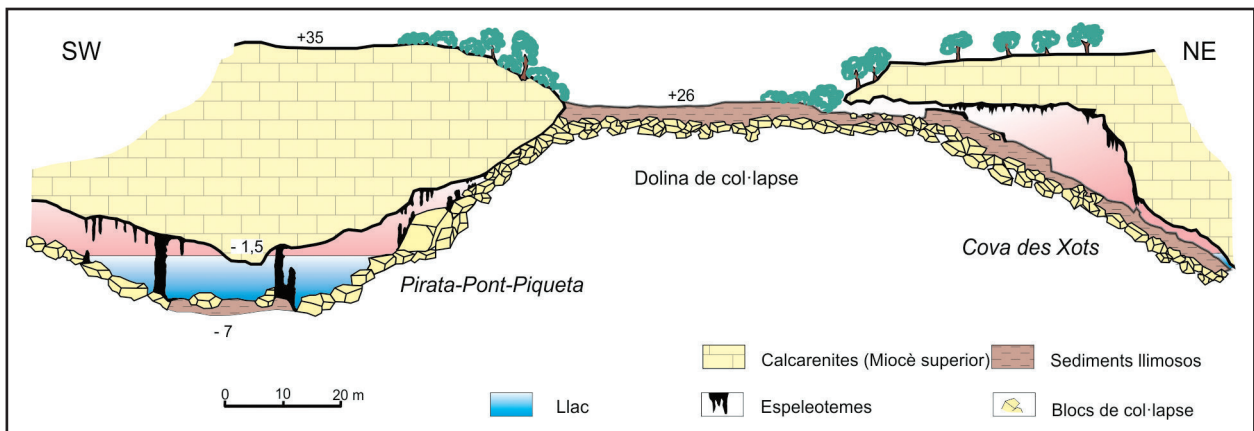 SW
+35
+26
NE
Dolina de col·lapse
- 1,5
Cova des Xots
Pirata-Pont-Piqueta
- 7
Calcarenites (Miocè superior)
Sediments llimosos
0 10 20 m
Llac
Espeleotemes
Blocs de col·lapse